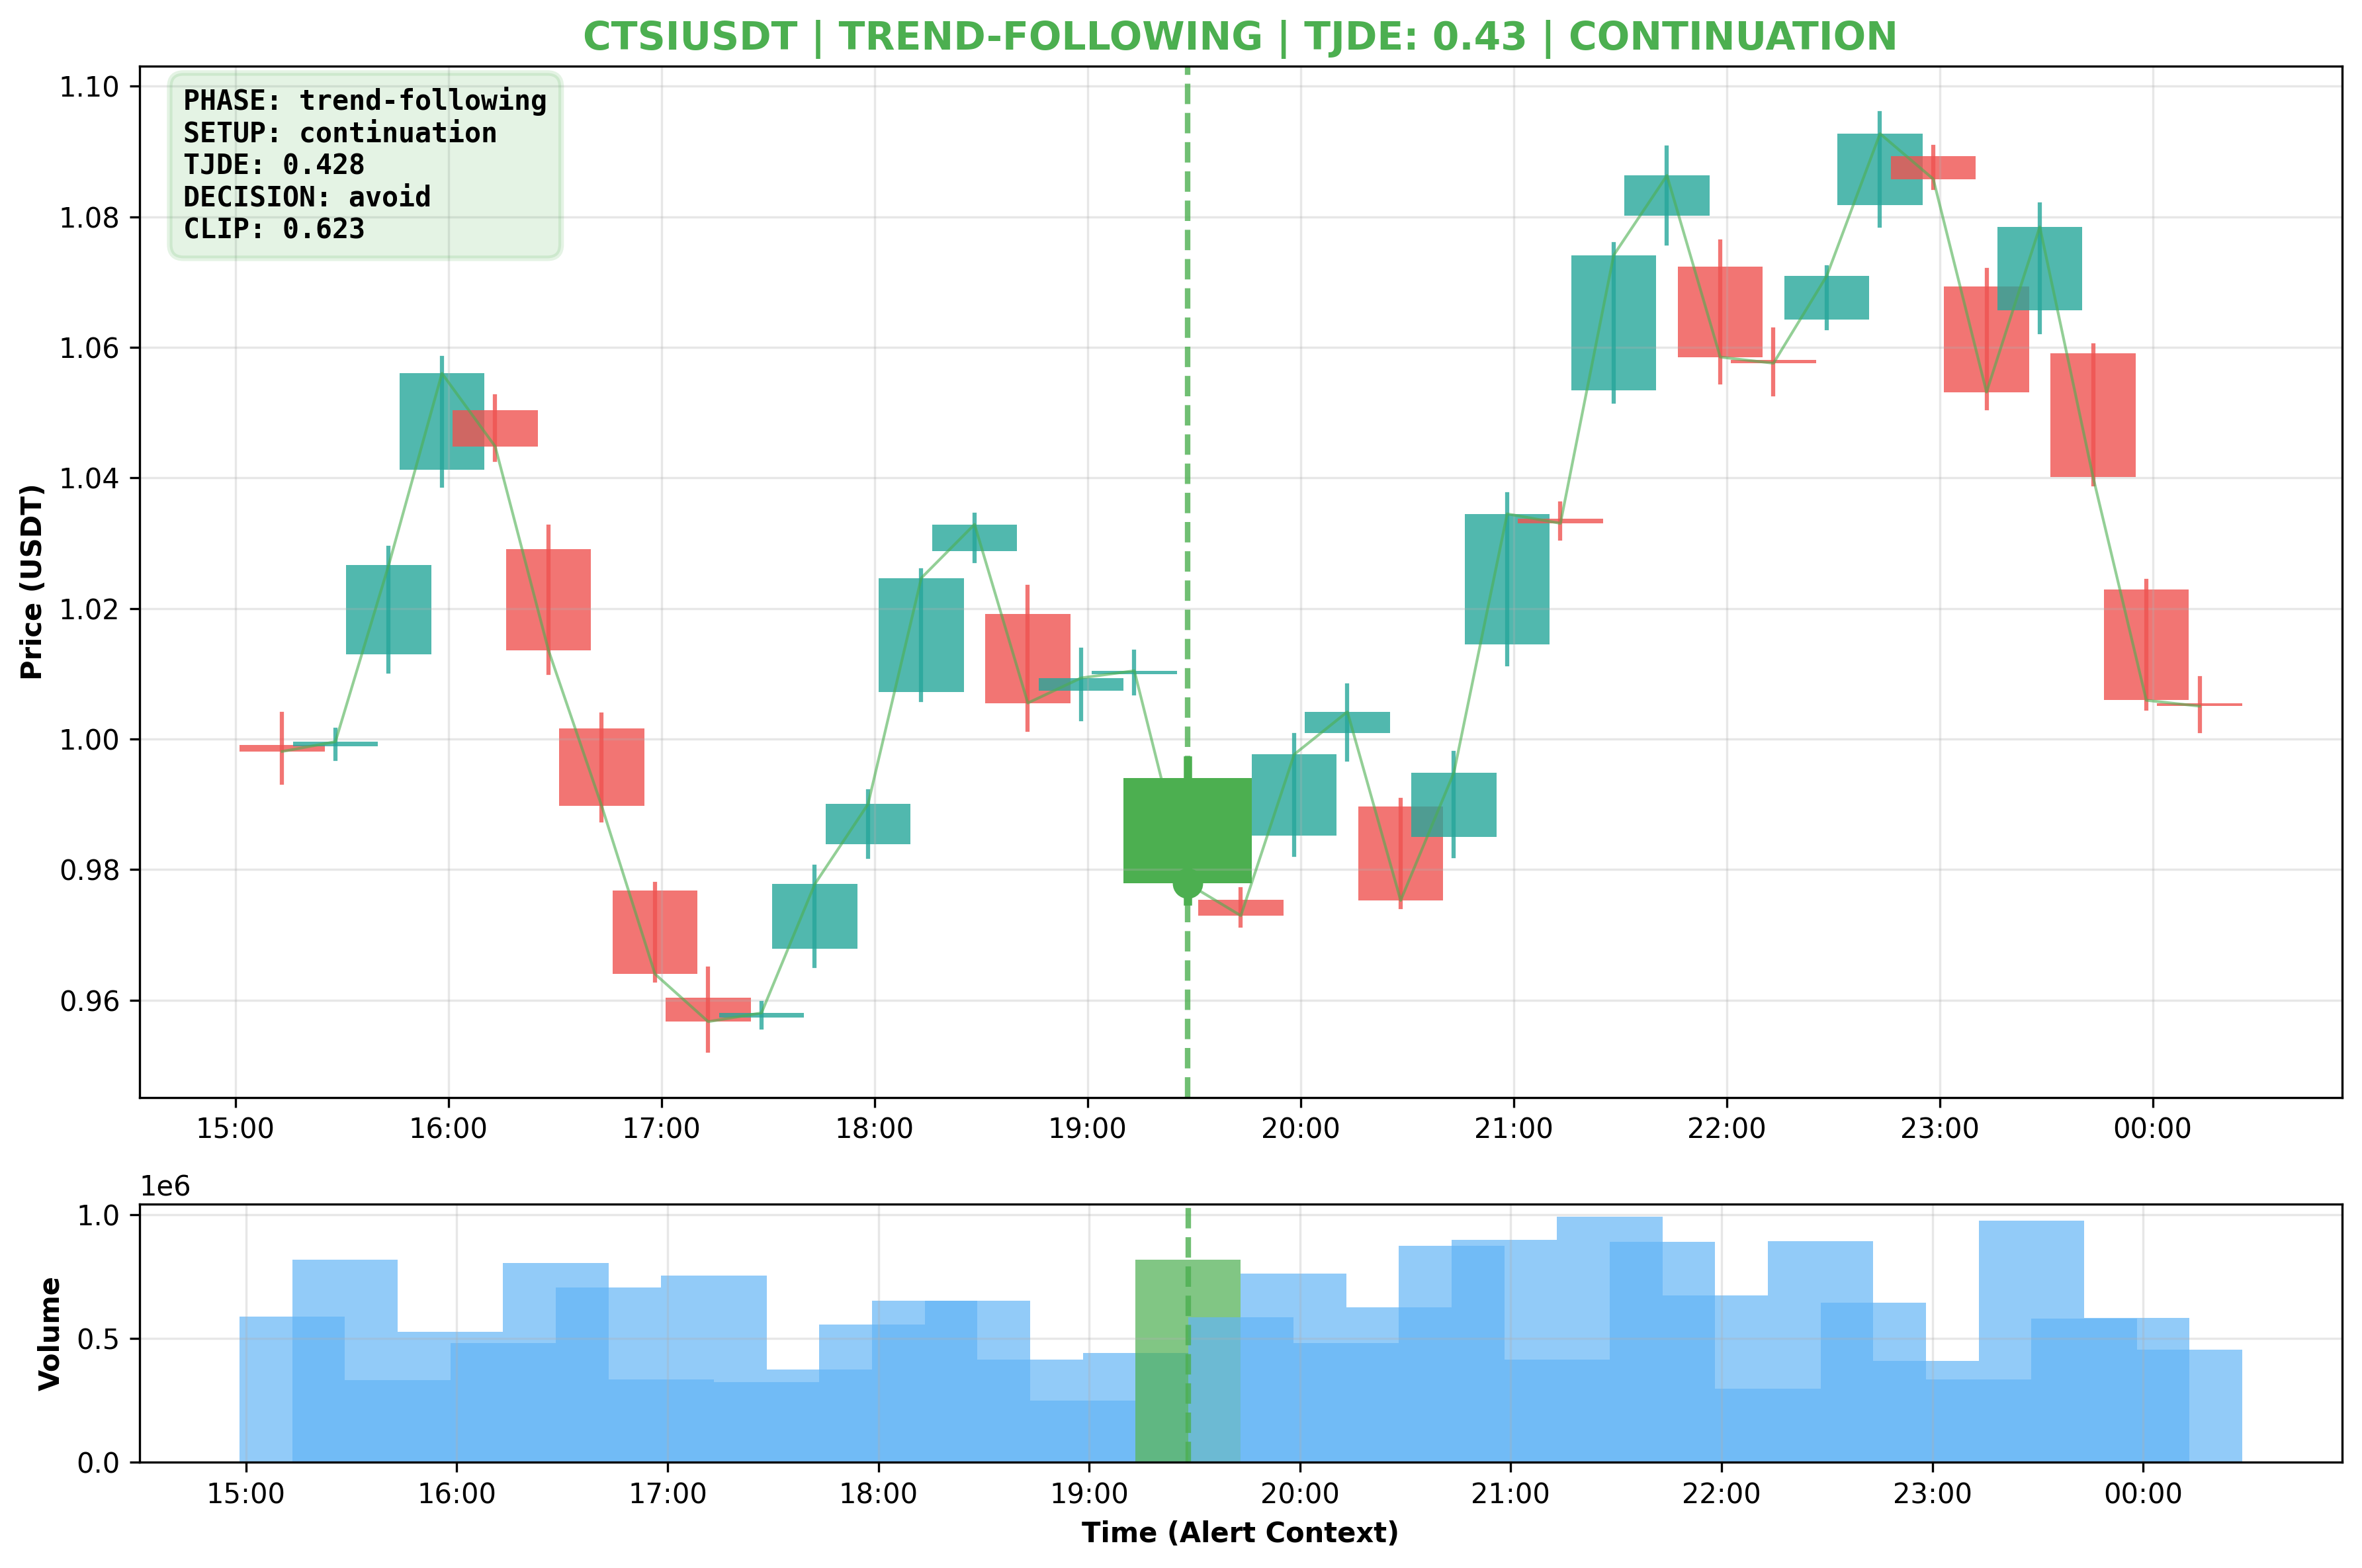 CTSIUSDT | TREND-FOLLOWING | TJDE: 0.43 | CONTINUATION
PHASE: trend-following
SETUP: continuation
TJDE: 0.428
DECISION: avoid
CLIP: 0.623
Price (USDT)
1.10
1.08
1.06
1.04
1.02
1.00
0.98
0.96
15:00 16:00 17:00 18:00 19:00 20:00 21:00 22:00 23:00 00:00
1e6
Volume
1.0
0.5
0.0
15:00 16:00 17:00 18:00 19:00 20:00 21:00 22:00 23:00 00:00
Time (Alert Context)